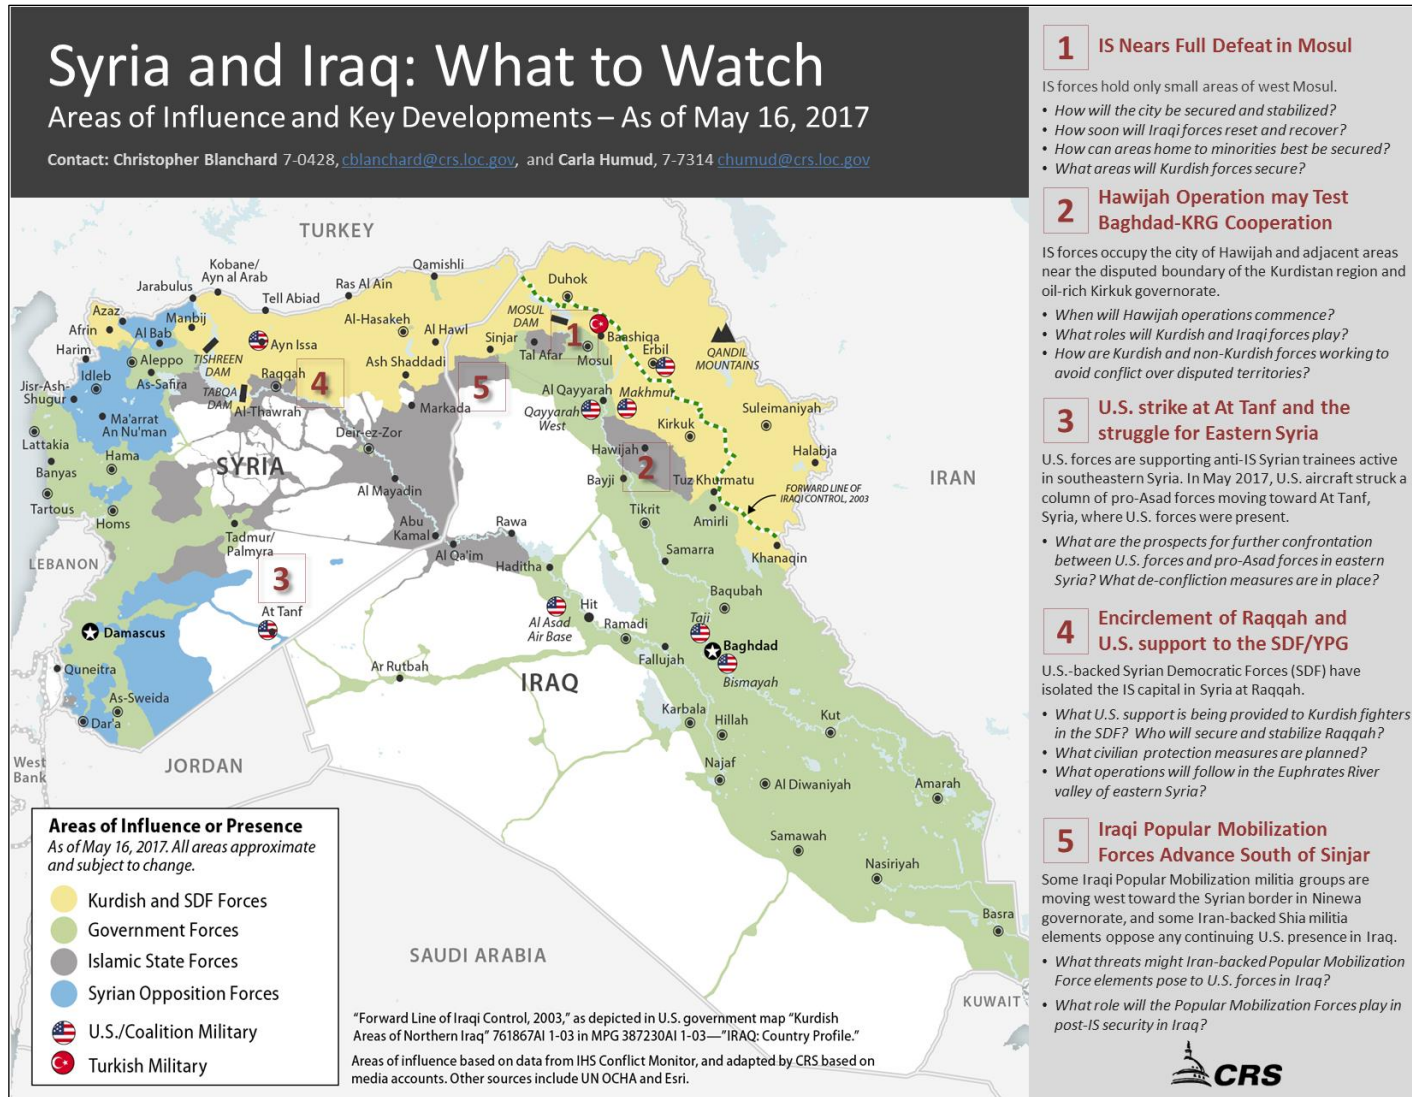 Syria and Iraq: What to Watch
Areas of Influence and Key Developments – As of May 16, 2017
Contact: Christopher Blanchard 7-0428, cblanchard@crs.loc.gov, and Carla Humud, 7-7314 chumud@crs.loc.gov
TURKEY
Kobane/
Ayn al Arab
Qamishli
Jarabulus
Tell Abiad
Ras Al Ain
Duhok
Azaz
Manbij
Al-Hasakeh
MOSUL
DAM
Afrin
Al Bab
Al Hawl
Sinjar
1
Baashiqa
Harim
Aleppo
TISHREEN
DAM
Ayn Issa
Ash Shaddadi
Tal Afar
Mosul
Erbil
QANDIL
MOUNTAINS
Idleb
As-Safira
Raqqah
4
5
Jisr-Ash-
Shugur
TABQA
DAM
Al-Thawrah
Markada
Al Qayyarah
Makhmur
Ma'arrat
An Nu'man
Qayyarah
West
Suleimaniyah
Lattakia
Deir-ez-Zor
Kirkuk
Hama
SYRIA
Hawijah
2
Halabja
Banyas
Al Mayadin
Bayji
Tuz Khurmatu
IRAN
Tartous
Homs
FORWARD LINE OF
IRAQI CONTROL, 2003
Tadmur/
Palmyra
Abu
Kamal
Rawa
Tikrit
Amirli
LEBANON
Al Qa'im
Haditha
Samarra
Khanaqin
3
At Tanf
Baqubah
Damascus
Al Asad
Air Base
Hit
Ramadi
Taji
Baghdad
Quneitra
Ar Rutbah
Fallujah
Bismayah
As-Sweida
IRAQ
Dar'a
Karbala
Hillah
Kut
West
Bank
JORDAN
Najaf
Al Diwaniyah
Amarah
Samawah
Nasiriyah
Basra
SAUDI ARABIA
KUWAIT
Areas of Influence or Presence
As of May 16, 2017. All areas approximate
and subject to change.
Kurdish and SDF Forces
Government Forces
Islamic State Forces
Syrian Opposition Forces
U.S./Coalition Military
Turkish Military
"Forward Line of Iraqi Control, 2003," as depicted in U.S. government map "Kurdish
Areas of Northern Iraq" 761867AI 1-03 in MPG 387230AI 1-03—"IRAQ: Country Profile."
Areas of influence based on data from IHS Conflict Monitor, and adapted by CRS based on
media accounts. Other sources include UN OCHA and Esri.
1 IS Nears Full Defeat in Mosul
IS forces hold only small areas of west Mosul.
• How will the city be secured and stabilized?
• How soon will Iraqi forces reset and recover?
• How can areas home to minorities best be secured?
• What areas will Kurdish forces secure?
2 Hawijah Operation may Test
Baghdad-KRG Cooperation
IS forces occupy the city of Hawijah and adjacent areas
near the disputed boundary of the Kurdistan region and
oil-rich Kirkuk governorate.
• When will Hawijah operations commence?
• What roles will Kurdish and Iraqi forces play?
• How are Kurdish and non-Kurdish forces working to
avoid conflict over disputed territories?
3 U.S. strike at At Tanf and the
struggle for Eastern Syria
U.S. forces are supporting anti-IS Syrian trainees active
in southeastern Syria. In May 2017, U.S. aircraft struck a
column of pro-Asad forces moving toward At Tanf,
Syria, where U.S. forces were present.
• What are the prospects for further confrontation
between U.S. forces and pro-Asad forces in eastern
Syria? What de-confliction measures are in place?
4 Encirclement of Raqqah and
U.S. support to the SDF/YPG
U.S.-backed Syrian Democratic Forces (SDF) have
isolated the IS capital in Syria at Raqqah.
• What U.S. support is being provided to Kurdish fighters
in the SDF? Who will secure and stabilize Raqqah?
• What civilian protection measures are planned?
• What operations will follow in the Euphrates River
valley of eastern Syria?
5 Iraqi Popular Mobilization
Forces Advance South of Sinjar
Some Iraqi Popular Mobilization militia groups are
moving west toward the Syrian border in Ninewa
governorate, and some Iran-backed Shia militia
elements oppose any continuing U.S. presence in Iraq.
• What threats might Iran-backed Popular Mobilization
Force elements pose to U.S. forces in Iraq?
• What role will the Popular Mobilization Forces play in
post-IS security in Iraq?
CRS